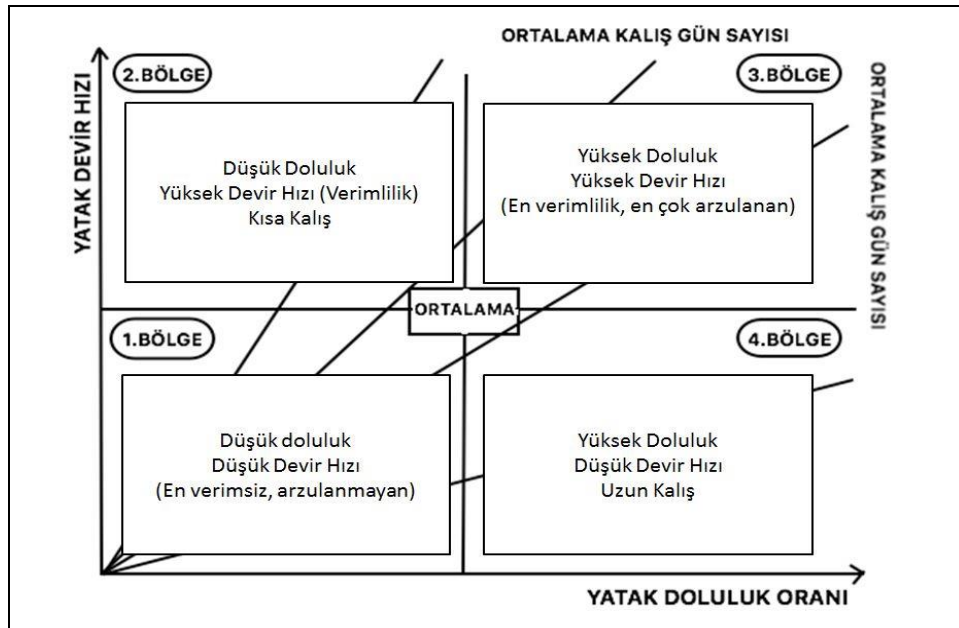 ORTALAMA KALIŞ GÜN SAYISI
2.BÖLGE
3.BÖLGE
YATAK DEVİR HIZI
ORTALAMA KALIŞ GÜN SAYISI
Düşük Doluluk
Yüksek Devir Hızı (Verimlilik)
Kısa Kalış
Yüksek Doluluk
Yüksek Devir Hızı
(En verimlilik, en çok arzulanan)
ORTALAMA
1.BÖLGE
4.BÖLGE
Düşük doluluk
Düşük Devir Hızı
(En verimsiz, arzulanmayan)
Yüksek Doluluk
Düşük Devir Hızı
Uzun Kalış
YATAK DOLULUK ORANI